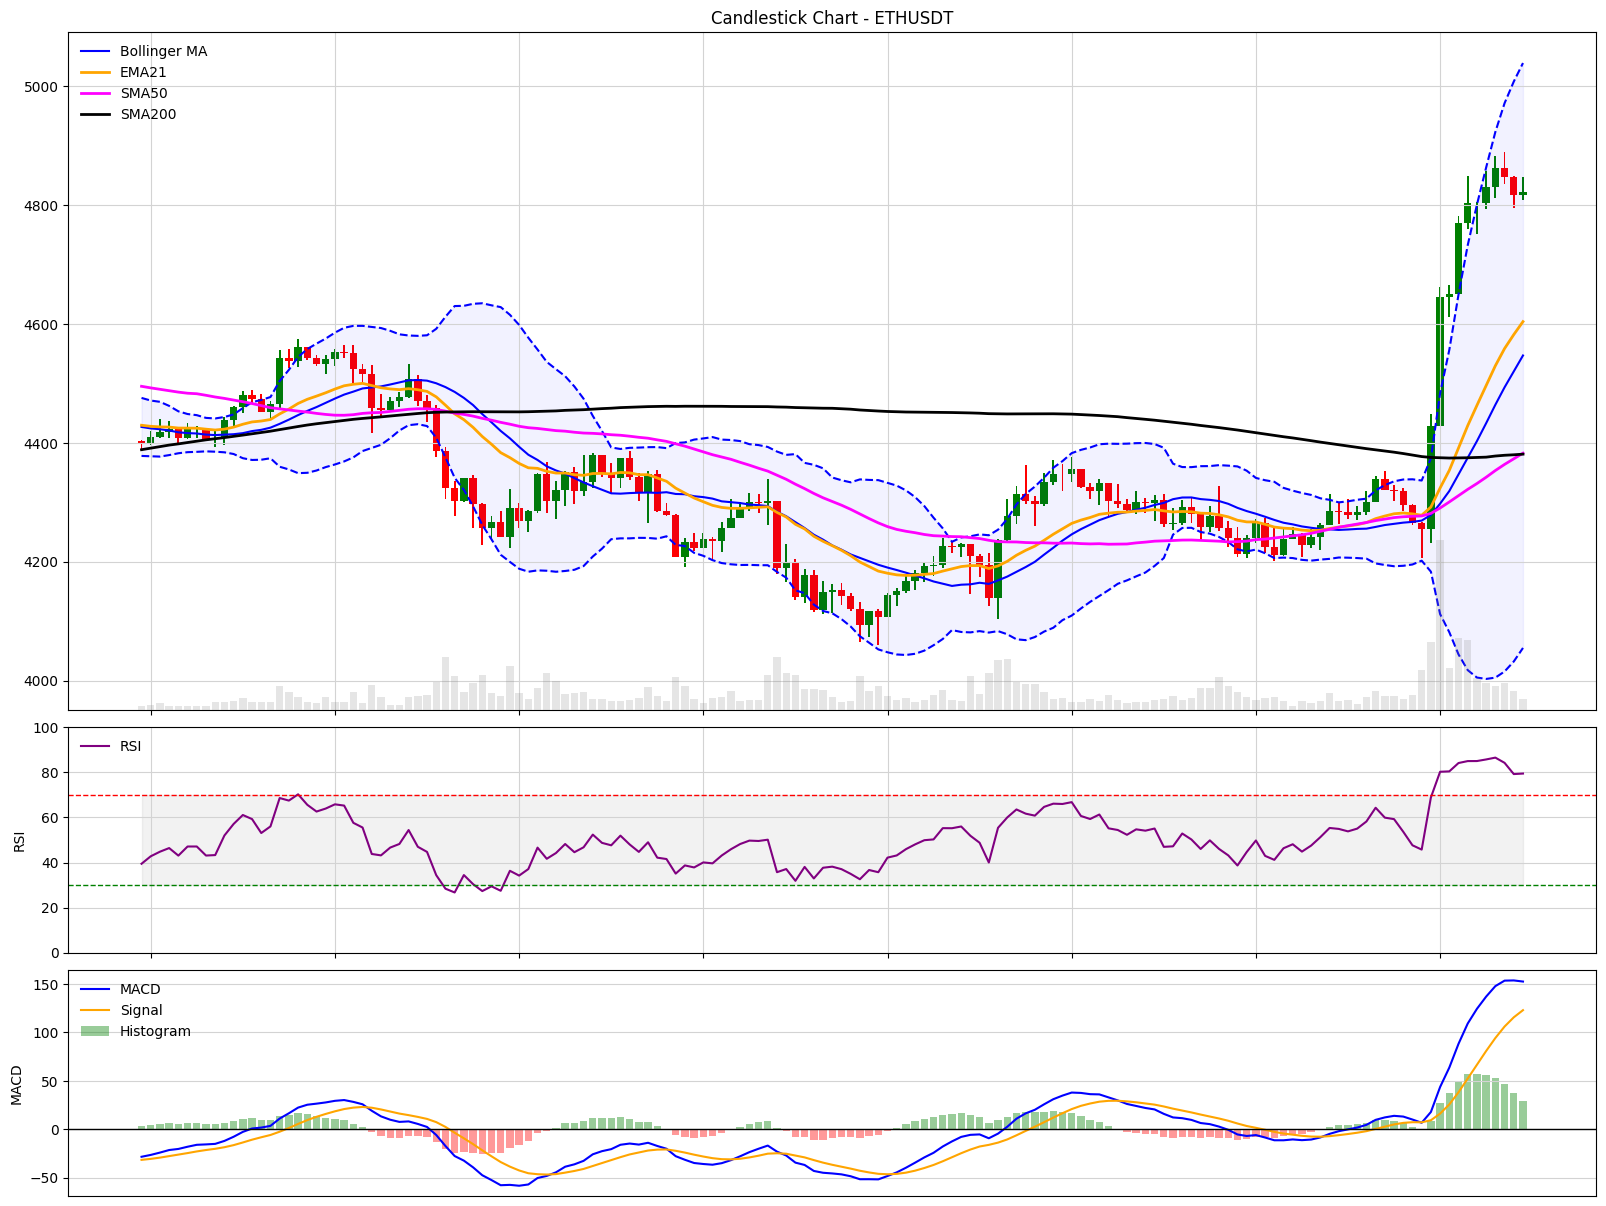 Candlestick Chart - ETHUSDT
Bollinger MA
EMA21
SMA50
SMA200
5000
4800
4600
4400
4200
4000
RSI
100
80
60
40
20
0
RSI
MACD
Signal
Histogram
150
100
50
0
−50
MACD